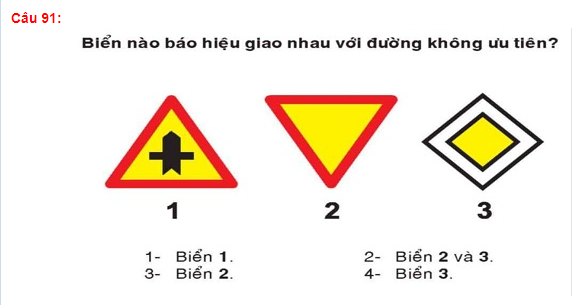 Câu 91:
Biển nào báo hiệu giao nhau với đường không ưu tiên?
1 2 3
1- Biển 1. 2- Biển 2 và 3.
3- Biển 2. 4- Biển 3.